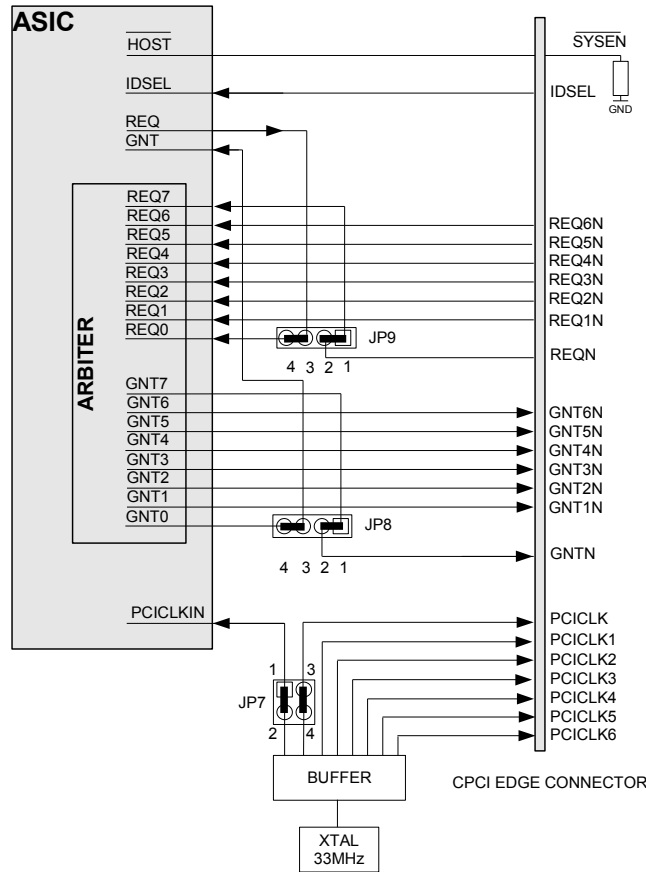 ASIC
HOST
SYSEN
IDSEL
IDSEL
GND
REQ
GNT
ARBITER
REQ7
REQ6
REQ5
REQ4
REQ3
REQ2
REQ1
REQ0
REQ6N
REQ5N
REQ4N
REQ3N
REQ2N
REQ1N
JP9
REQN
4 3 2 1
GNT7
GNT6
GNT5
GNT4
GNT3
GNT2
GNT1
GNT0
GNT6N
GNT5N
GNT4N
GNT3N
GNT2N
GNT1N
JP8
GNTN
4 3 2 1
PCICLKIN
PCICLK
PCICLK1
PCICLK2
PCICLK3
PCICLK4
PCICLK5
PCICLK6
1 3
JP7
2 4
BUFFER
CPCI EDGE CONNECTOR
XTAL
33MHz